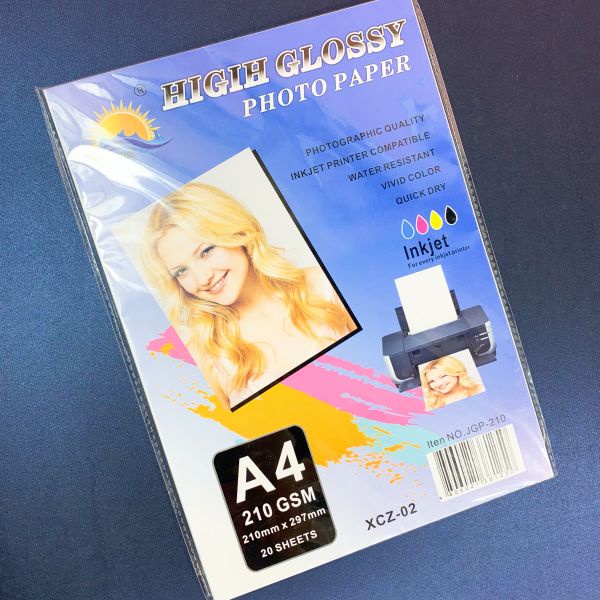 ®
HIGIH GLOSSY
PHOTO PAPER
PHOTOGRAPHIC QUALITY
INKJET PRINTER COMPATIBLE
WATER RESISTANT
VIVID COLOR
QUICK DRY
Inkjet
For every inkjet printer
Iten NO.JGP-210
A4
210 GSM
210mm x 297mm
20 SHEETS
XCZ-02